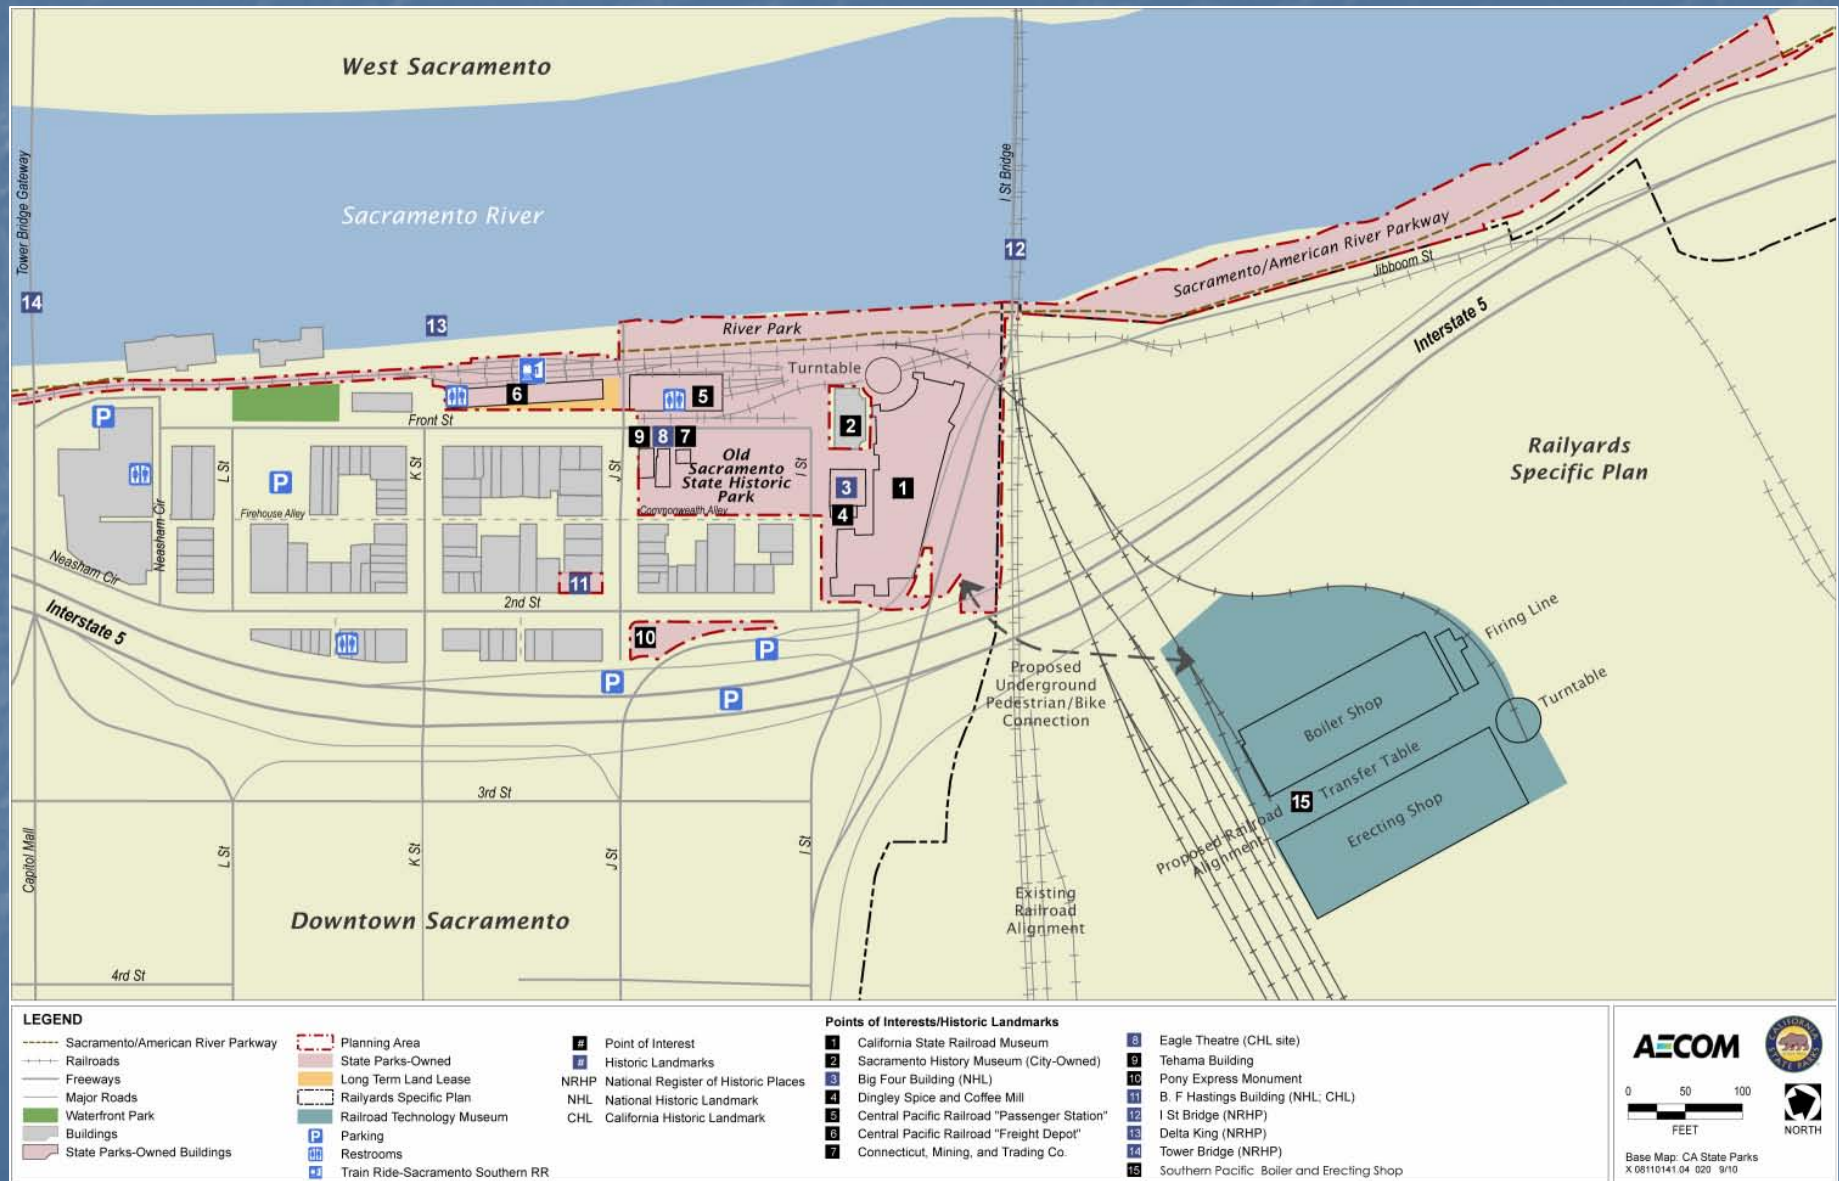 West Sacramento
Tower Bridge Gateway
Sacramento River
I St Bridge
12
14
13
Sacramento/American River Parkway
Jibboom St
Interstate 5
River Park
Turntable
1
6
5
P
Front St
2
9
8
7
Old
Sacramento
State Historic
Park
I St
L St
K St
J St
P
3
1
4
Railyards
Specific Plan
Firehouse Alley
Commonwealth Alley
Neasham Cir
Neasham Cir
11
2nd St
Interstate 5
10
P
P
P
Proposed
Underground
Pedestrian/Bike
Connection
Firing Line
Turntable
Boiler Shop
Transfer Table
15
Erecting Shop
Proposed Railroad
Alignment
3rd St
Capitol Mall
L St
K St
J St
I St
Existing
Railroad
Alignment
Downtown Sacramento
4rd St
LEGEND
Sacramento/American River Parkway
Railroads
Freeways
Major Roads
Waterfront Park
Buildings
State Parks-Owned Buildings
Planning Area
State Parks-Owned
Long Term Land Lease
Railyards Specific Plan
Railroad Technology Museum
P Parking
Restrooms
Train Ride-Sacramento Southern RR
# Point of Interest
# Historic Landmarks
NRHP National Register of Historic Places
NHL National Historic Landmark
CHL California Historic Landmark
Points of Interests/Historic Landmarks
1 California State Railroad Museum
2 Sacramento History Museum (City-Owned)
3 Big Four Building (NHL)
4 Dingley Spice and Coffee Mill
5 Central Pacific Railroad "Passenger Station"
6 Central Pacific Railroad "Freight Depot"
7 Connecticut, Mining, and Trading Co.
8 Eagle Theatre (CHL site)
9 Tehama Building
10 Pony Express Monument
11 B. F Hastings Building (NHL; CHL)
12 I St Bridge (NRHP)
13 Delta King (NRHP)
14 Tower Bridge (NRHP)
15 Southern Pacific Boiler and Erecting Shop
AECOM
CALIFORNIA
STATE PARKS
0 50 100
FEET
NORTH
Base Map: CA State Parks
X 08110141.04 020 9/10